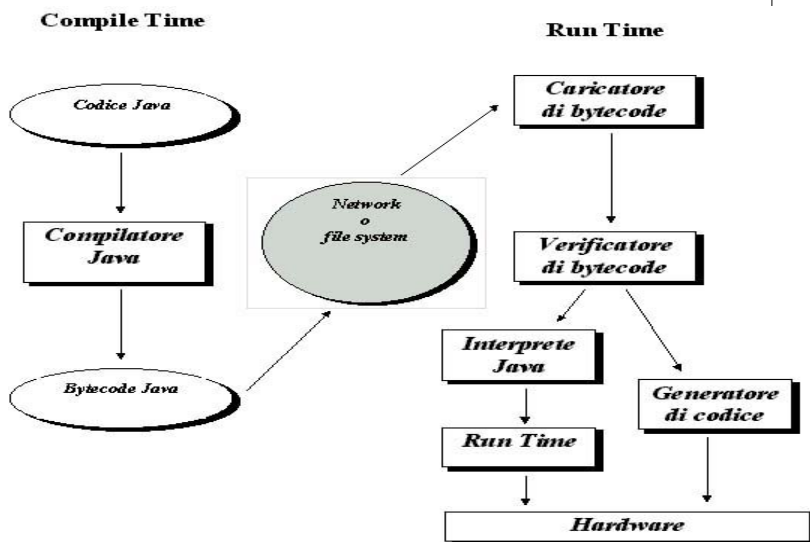 Compile Time
Codice Java
Compilatore
Java
Bytecode Java
Network
o
file system
Run Time
Caricatore
di bytecode
Verificatore
di bytecode
Interprete
Java
Run Time
Generatore
di codice
Hardware